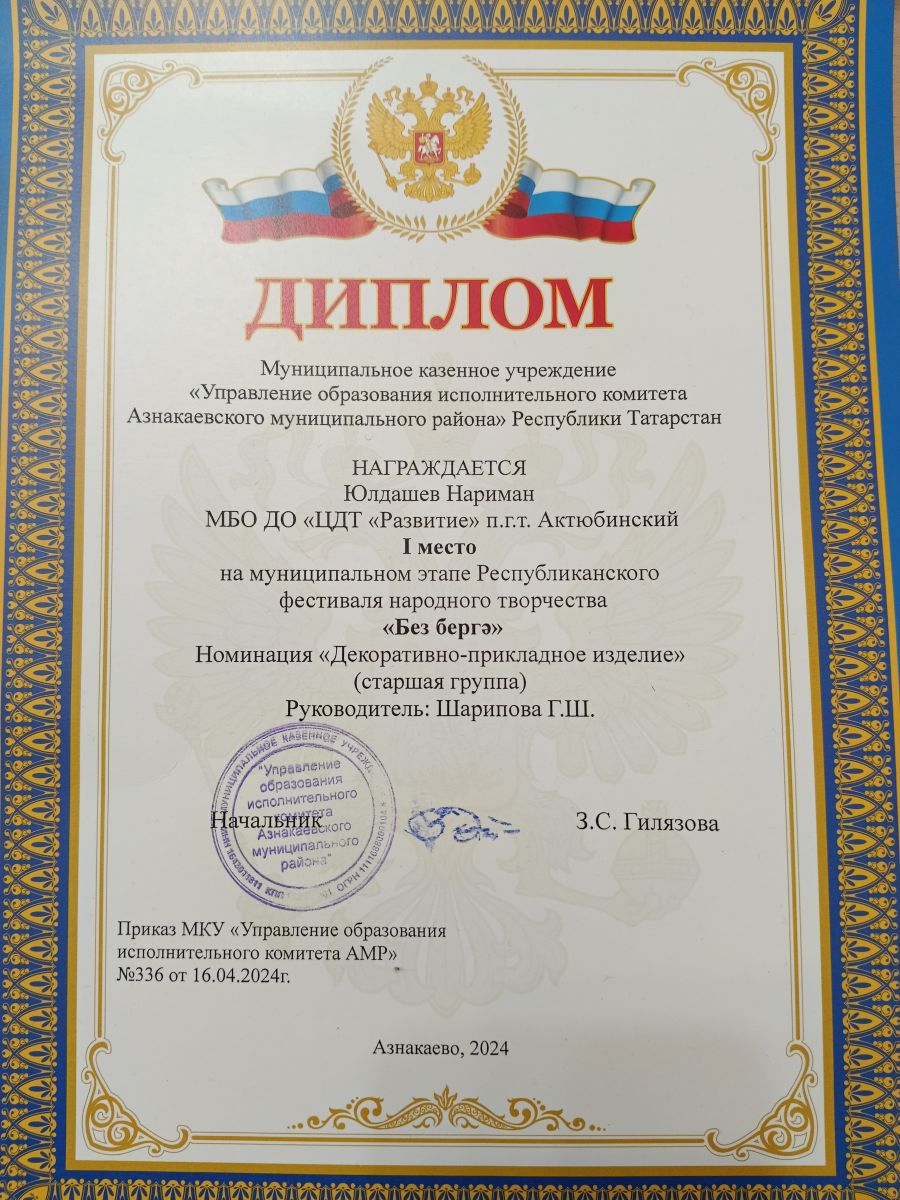 ДИПЛОМ
Муниципальное казенное учреждение
«Управление образования исполнительного комитета
Азнакаевского муниципального района» Республики Татарстан
НАГРАЖДАЕТСЯ
Юлдашев Нариман
МБО ДО «ЦДТ «Развитие» п.г.т. Актюбинский
I место
на муниципальном этапе Республиканского
фестиваля народного творчества
«Без бергә»
Номинация «Декоративно-прикладное изделие»
(старшая группа)
Руководитель: Шарипова Г.Ш.
МУНИЦИПАЛЬНОЕ КАЗЕННОЕ
"Управление
образования
исполнительного
комитета
Азнакаевского
муниципального
района"
Начальник
З.С. Гилязова
Приказ МКУ «Управление образования
исполнительного комитета АМР»
№336 от 16.04.2024г.
Азнакаево, 2024